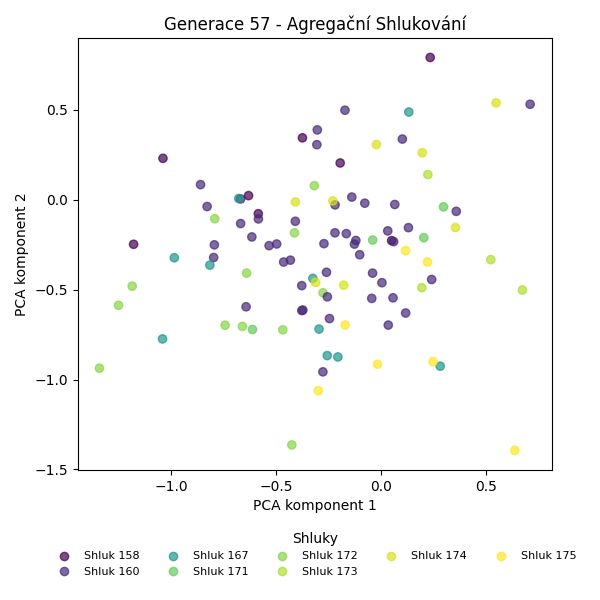 Generace 57 - Agregační Shlukování
PCA komponent 2
0.5
0.0
−0.5
−1.0
−1.5
−1.0
−0.5
0.0
0.5
PCA komponent 1
Shluky
Shluk 158
Shluk 167
Shluk 172
Shluk 174
Shluk 175
Shluk 160
Shluk 171
Shluk 173